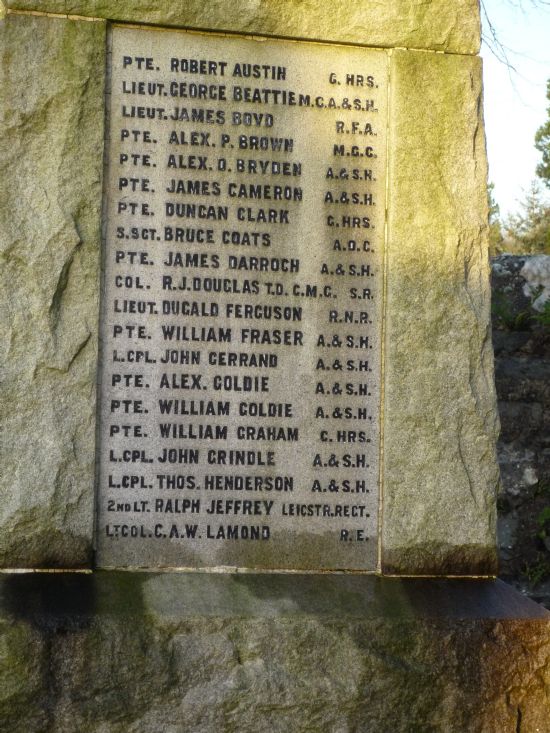 PTE. ROBERT AUSTIN G. HRS.
LIEUT. GEORGE BEATTIE M.C. A.& S.H.
LIEUT. JAMES BOYD R.F.A.
PTE. ALEX. P. BROWN M.G.C.
PTE. ALEX. D. BRYDEN A.& S.H.
PTE. JAMES CAMERON A.& S.H.
PTE. DUNCAN CLARK G. HRS.
S.SGT. BRUCE COATS A.O.C.
PTE. JAMES DARROCH A.& S.H.
COL. R.J. DOUGLAS T.D. C.M.G. S.R.
LIEUT. DUGALD FERGUSON R.N.R.
PTE. WILLIAM FRASER A.& S.H.
L.CPL. JOHN GERRAND A.& S.H.
PTE. ALEX. GOLDIE A.& S.H.
PTE. WILLIAM GOLDIE A.& S.H.
PTE. WILLIAM GRAHAM C. HRS.
L.CPL. JOHN GRINDLE A.& S.H.
L.CPL. THOS. HENDERSON A.& S.H.
2ND LT. RALPH JEFFREY LEICSTR. REGT.
LT. COL. C.A.W. LAMOND R.E.